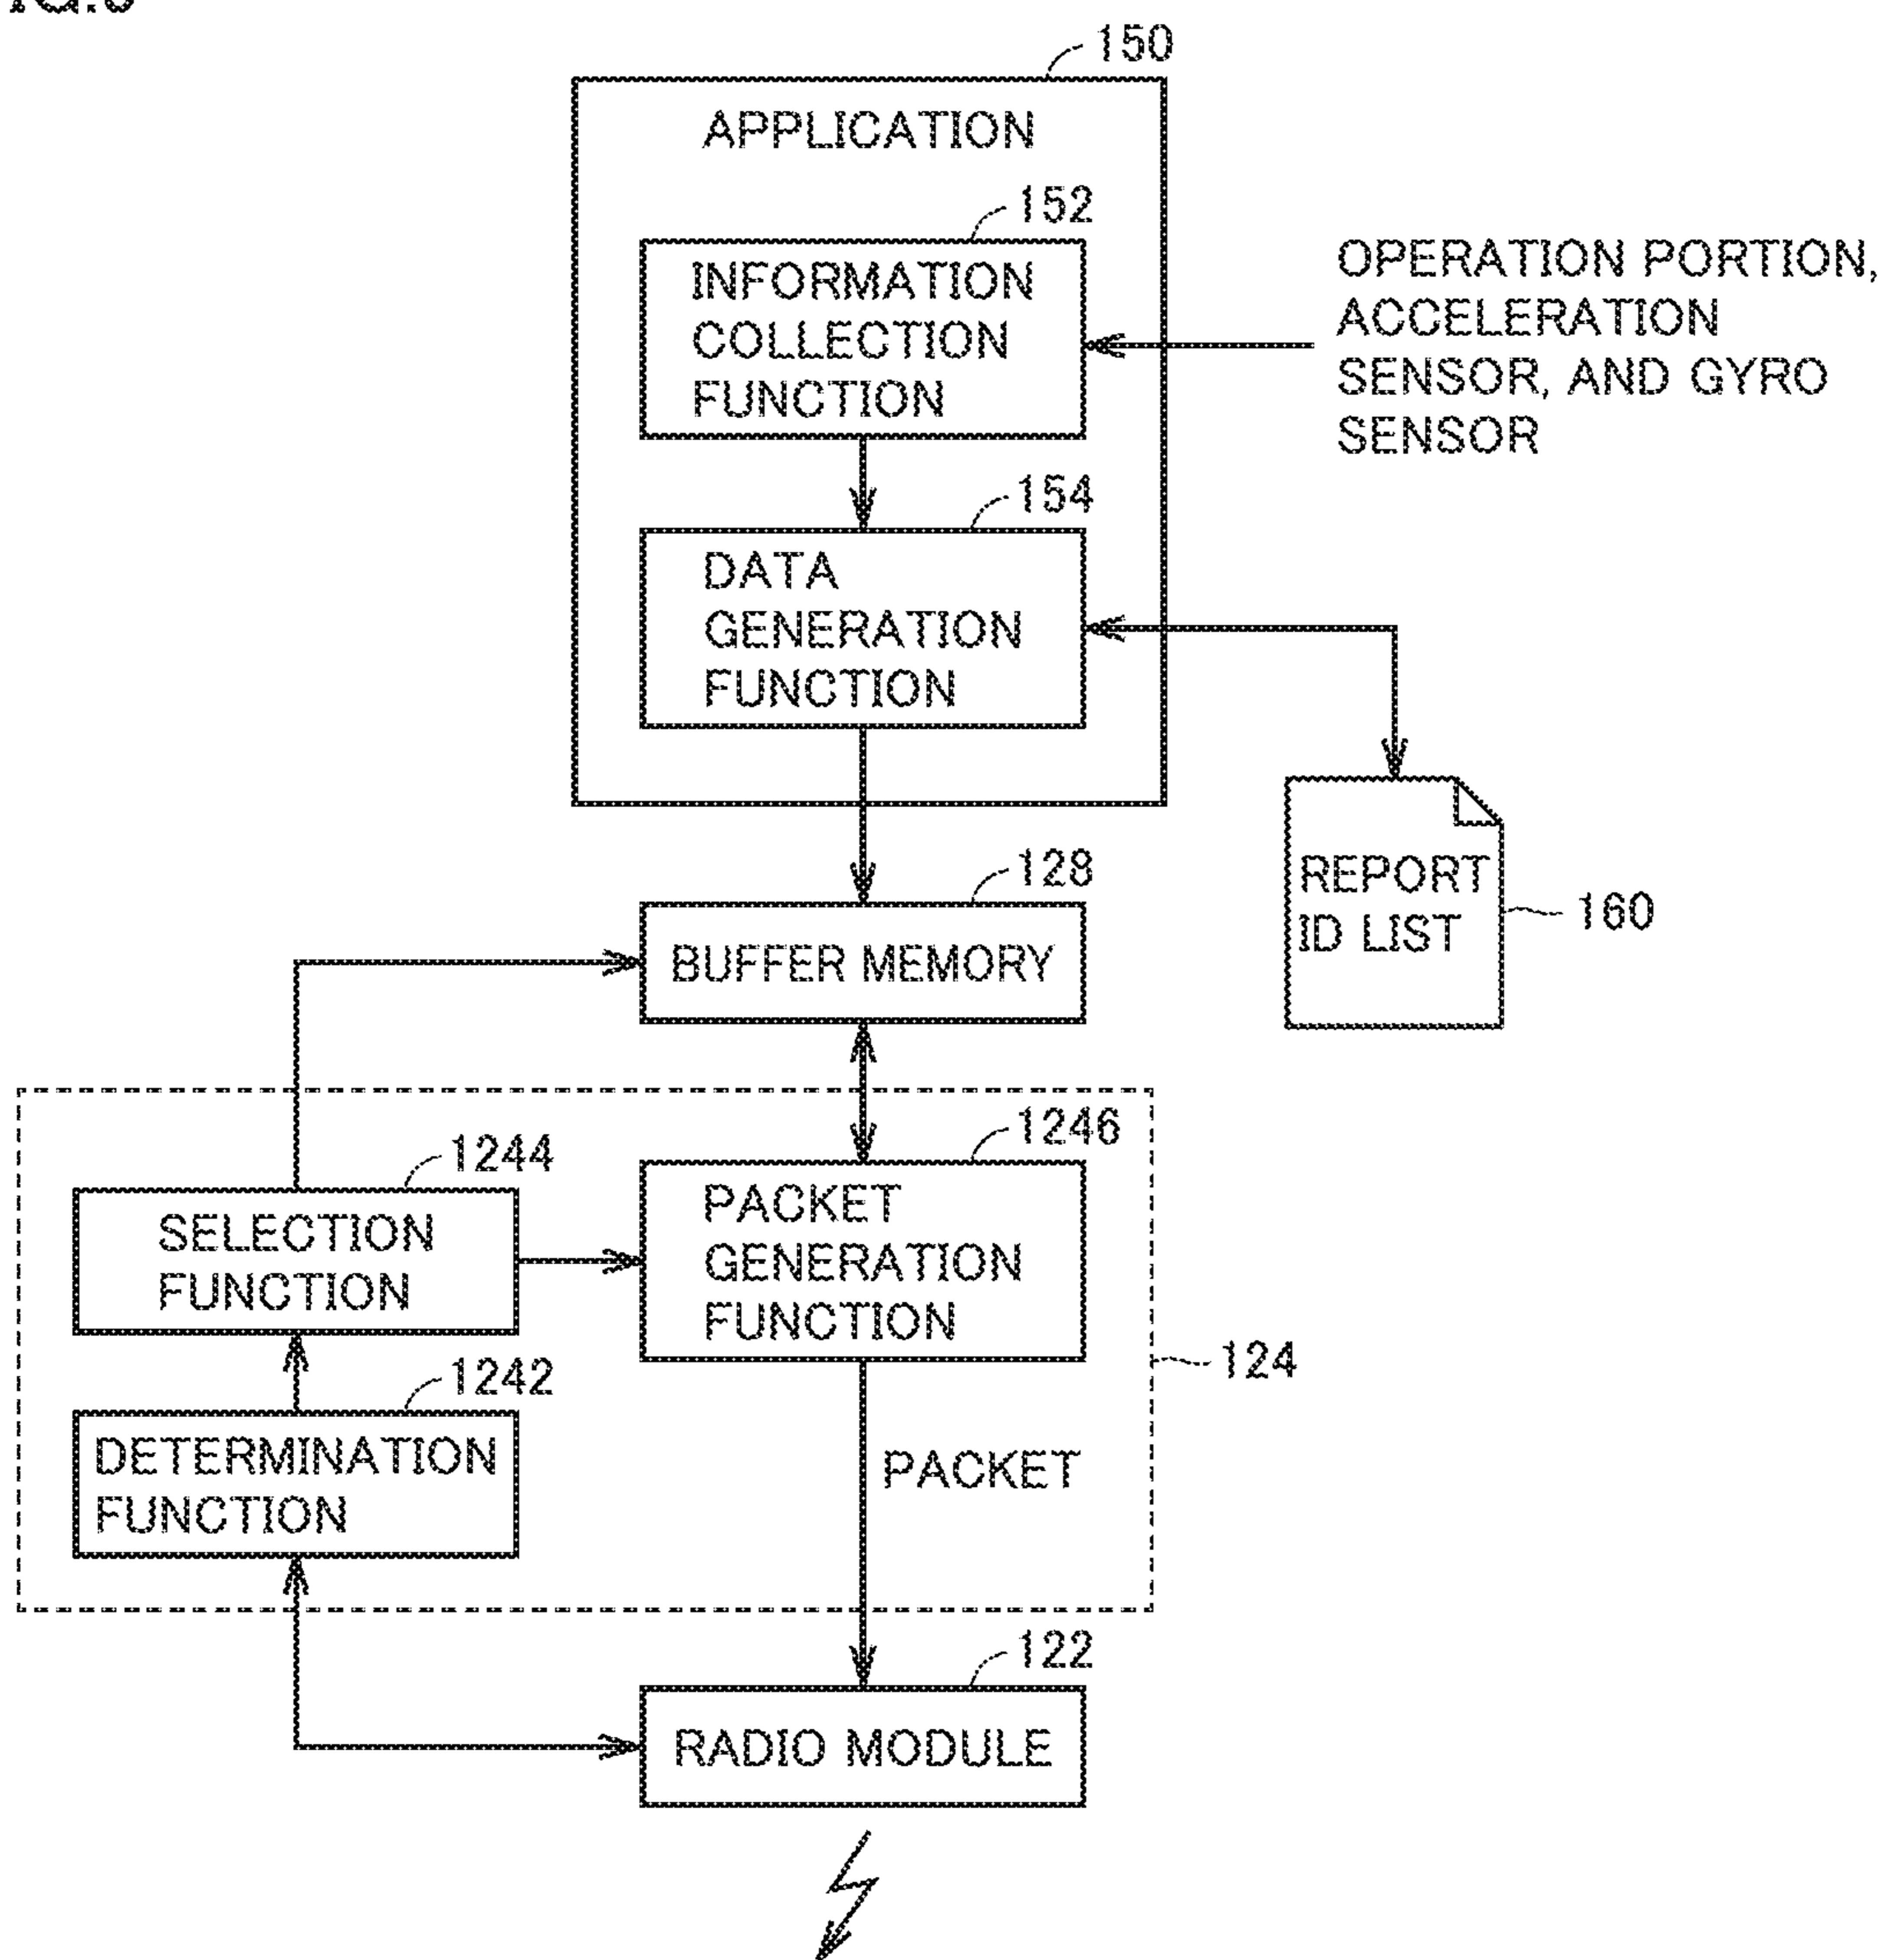 150
APPLICATION
152
INFORMATION
COLLECTION
FUNCTION
OPERATION PORTION,
ACCELERATION
SENSOR, AND GYRO
SENSOR
154
DATA
GENERATION
FUNCTION
128
BUFFER MEMORY
REPORT
ID LIST
160
1244
SELECTION
FUNCTION
1246
PACKET
GENERATION
FUNCTION
124
1242
DETERMINATION
FUNCTION
PACKET
122
RADIO MODULE